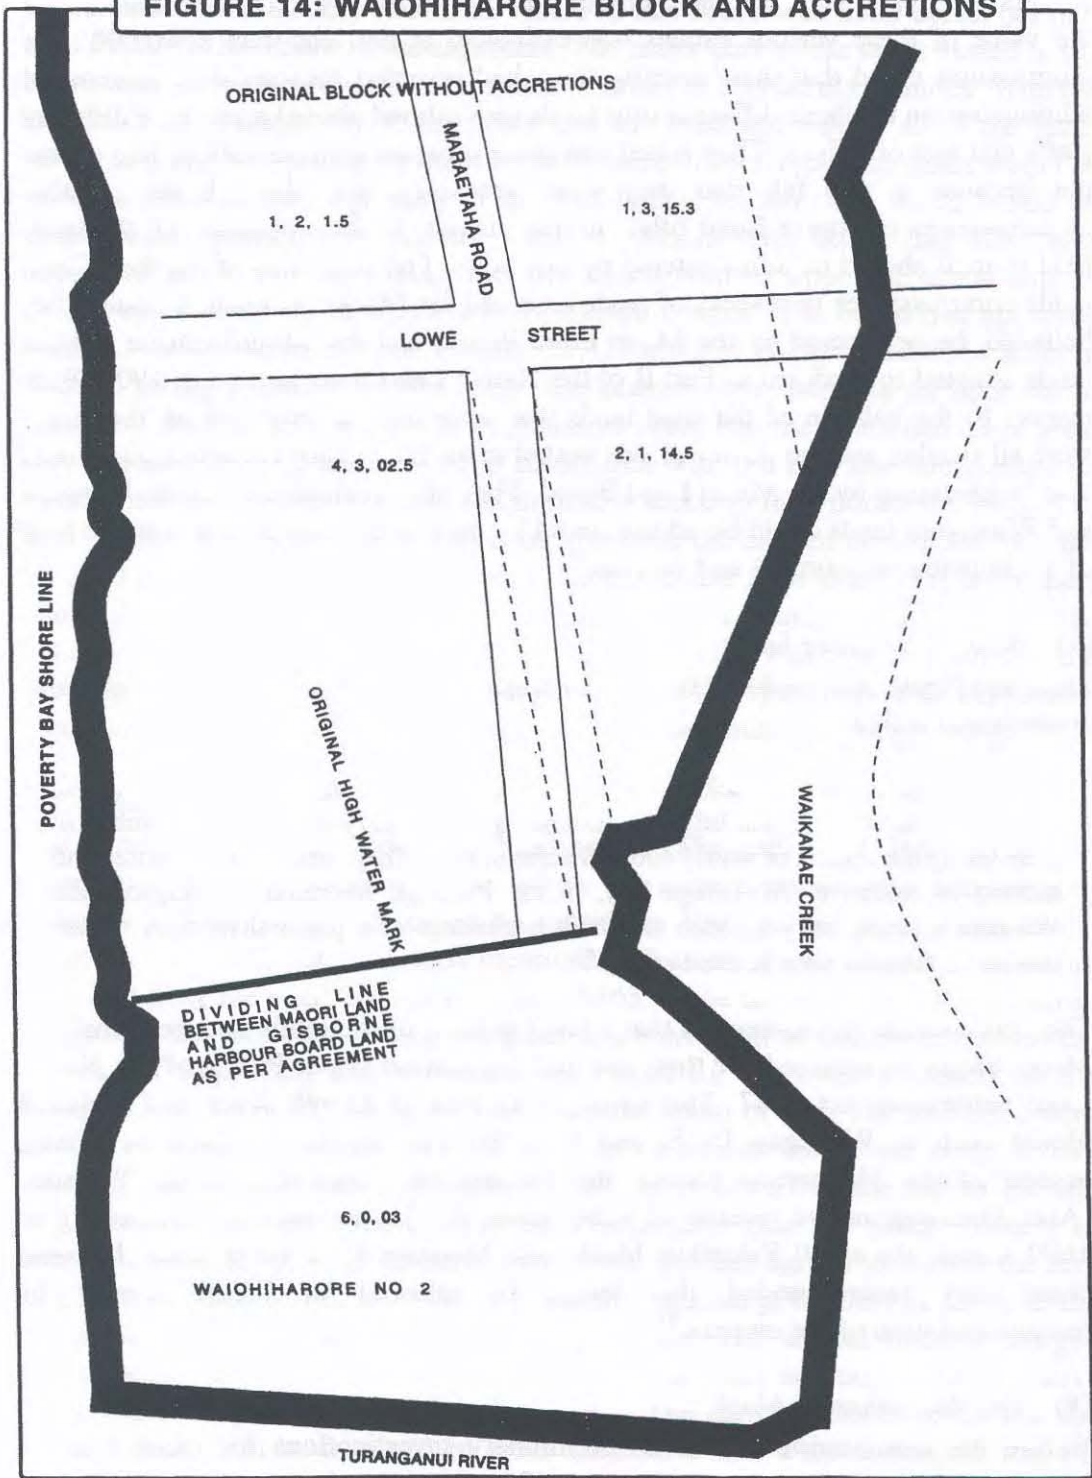 FIGURE 14: WAIOHIHARORE BLOCK AND ACCRETIONS
ORIGINAL BLOCK WITHOUT ACCRETIONS
MARAETAHA ROAD
1, 2, 1.5
1, 3, 15.3
LOWE STREET
4, 3, 02.5
2, 1, 14.5
POVERTY BAY SHORE LINE
ORIGINAL HIGH WATER MARK
WAIKANAE CREEK
DIVIDING LINE
BETWEEN MAORI LAND
AND GISBORNE
HARBOUR BOARD LAND
AS PER AGREEMENT
6, 0, 03
WAIOHIHARORE NO 2
TURANGANUI RIVER